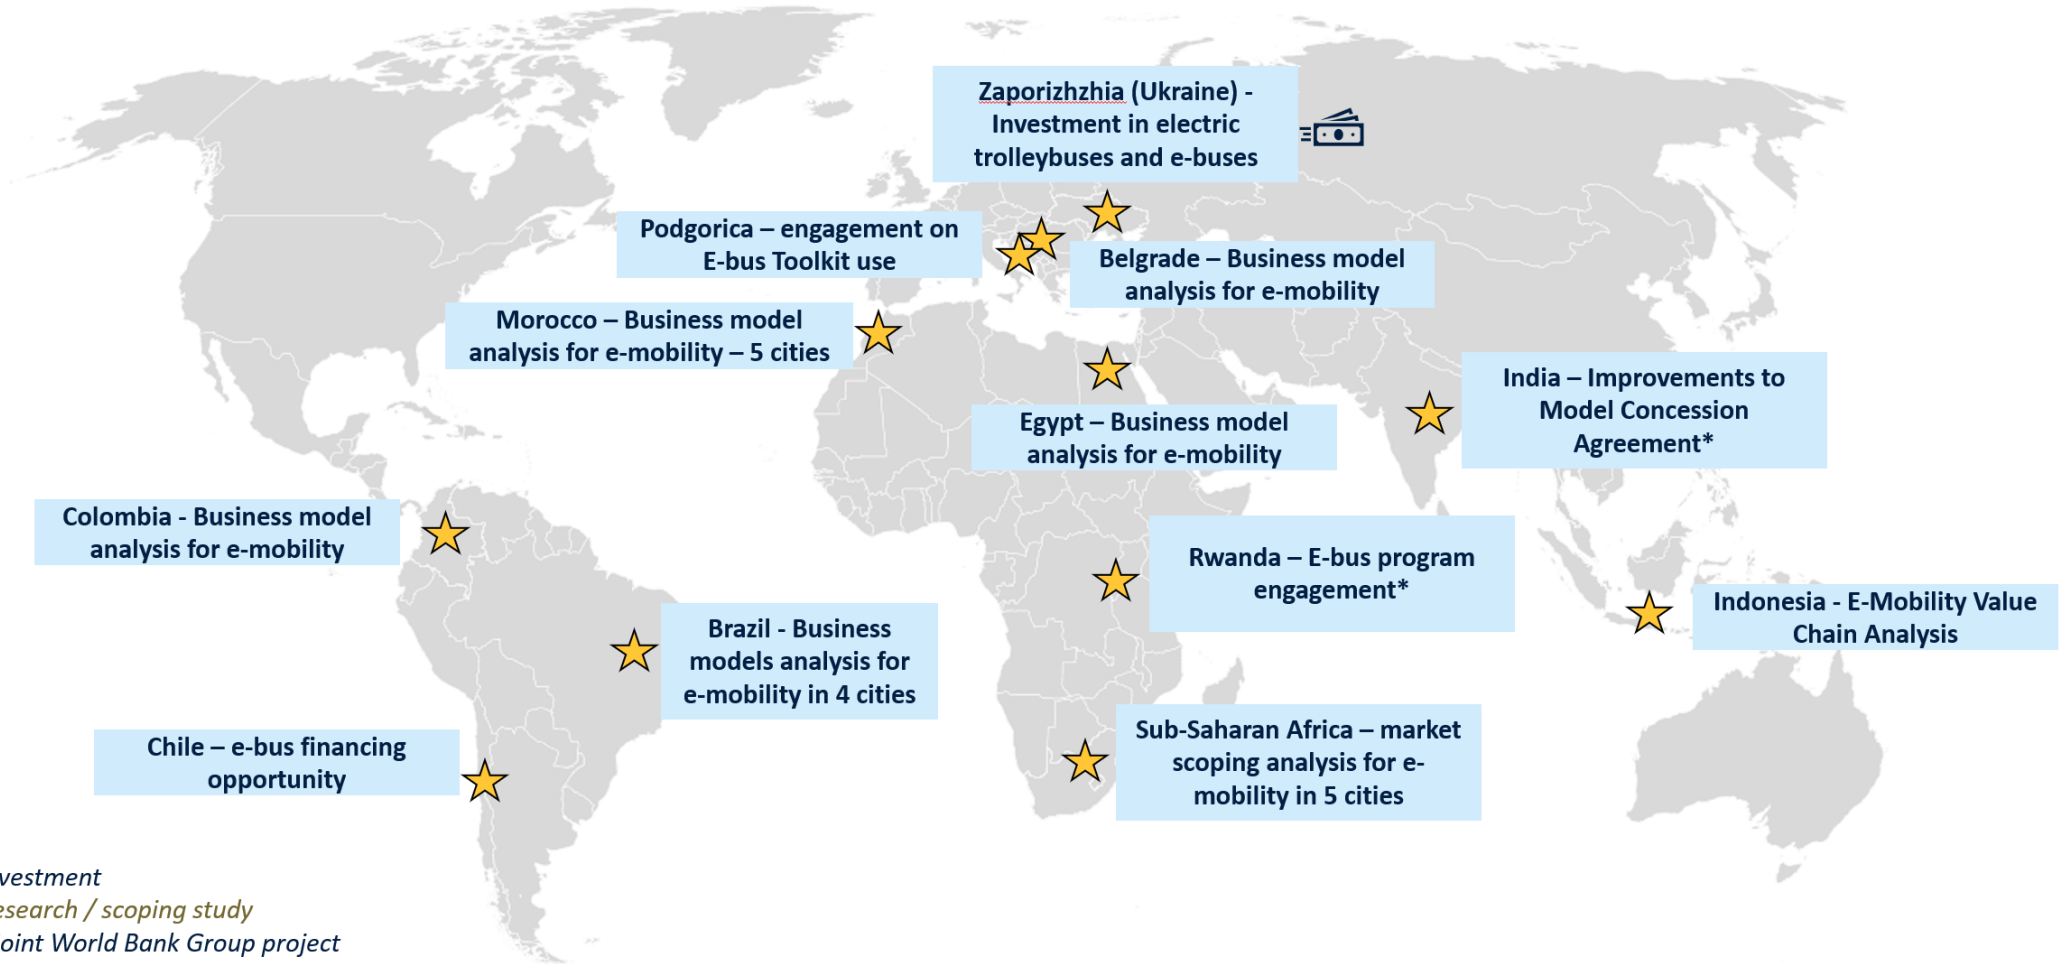 Zaporizhzhia (Ukraine) -
Investment in electric
trolleybuses and e-buses
Podgorica – engagement on
E-bus Toolkit use
Belgrade – Business model
analysis for e-mobility
Morocco – Business model
analysis for e-mobility – 5 cities
Egypt – Business model
analysis for e-mobility
India – Improvements to
Model Concession
Agreement*
Colombia - Business model
analysis for e-mobility
Rwanda – E-bus program
engagement*
Indonesia - E-Mobility Value
Chain Analysis
Brazil - Business
models analysis for
e-mobility in 4 cities
Sub-Saharan Africa – market
scoping analysis for e-
mobility in 5 cities
Chile – e-bus financing
opportunity
vestment
esearch / scoping study
oint World Bank Group project